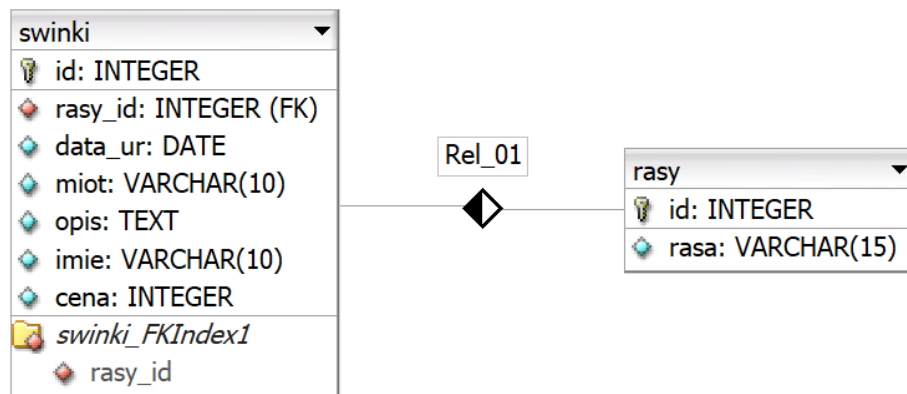 swinki
id: INTEGER
rasy_id: INTEGER (FK)
data_ur: DATE
miot: VARCHAR(10)
opis: TEXT
imie: VARCHAR(10)
cena: INTEGER
swinki_FKIndex1
rasy_id
Rel_01
rasy
id: INTEGER
rasa: VARCHAR(15)